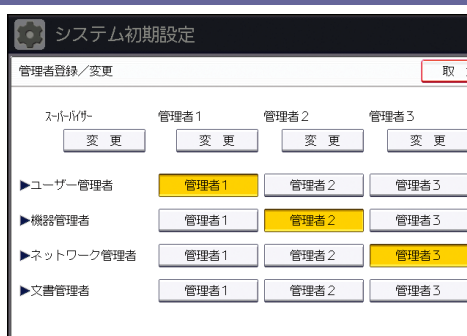 システム初期設定
管理者登録／変更
取
ｽｰﾊﾟｰﾊﾞｲｻﾞｰ 管理者1 管理者2 管理者3
変 更 変 更 変 更 変 更
▶ユーザー管理者 管理者1 管理者2 管理者3
▶機器管理者 管理者1 管理者2 管理者3
▶ネットワーク管理者 管理者1 管理者2 管理者3
▶文書管理者 管理者1 管理者2 管理者3